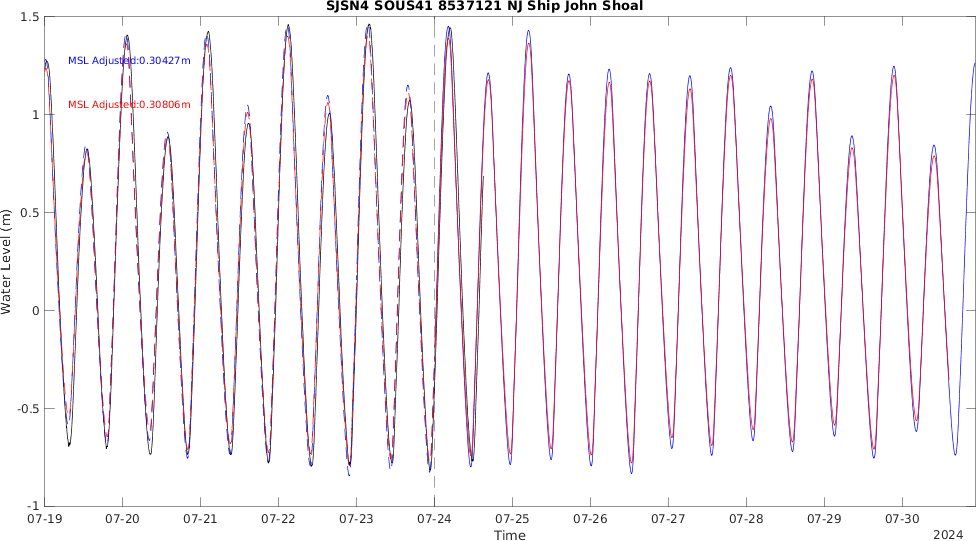 SJSN4 SOUS41 8537121 NJ Ship John Shoal
1.5
MSL Adjusted:0.30427m
MSL Adjusted:0.30806m
1
0.5
Water Level (m)
0
-0.5
-1
07-19 07-20 07-21 07-22 07-23 07-24 07-25 07-26 07-27 07-28 07-29 07-30
Time
2024